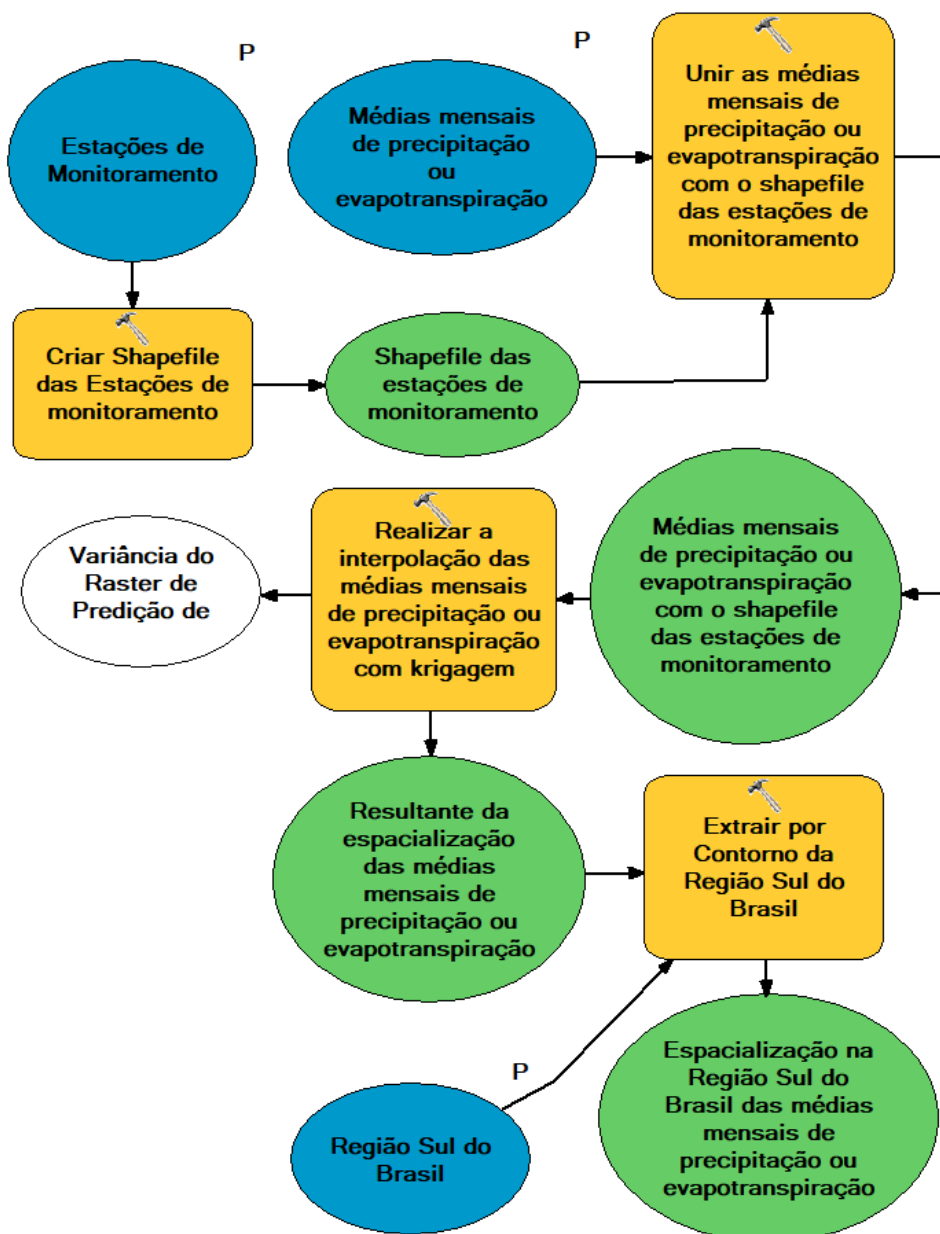 P
Estações de
Monitoramento
P
Médias mensais
de precipitação
ou
evapotranspiração
Unir as médias
mensais de
precipitação ou
evapotranspiração
com o shapefile
das estações de
monitoramento
Criar Shapefile
das Estações de
monitoramento
Shapefile das
estações de
monitoramento
Variância do
Raster de
Predição de
Realizar a
interpolação das
médias mensais
de precipitação ou
evapotranspiração
com krigagem
Médias mensais
de precipitação ou
evapotranspiração
com o shapefile
das estações de
monitoramento
Resultante da
espacialização
das médias
mensais de
precipitação ou
evapotranspiração
Extrair por
Contorno da
Região Sul do
Brasil
P
Região Sul do
Brasil
Espacialização na
Região Sul do
Brasil das médias
mensais de
precipitação ou
evapotranspiração